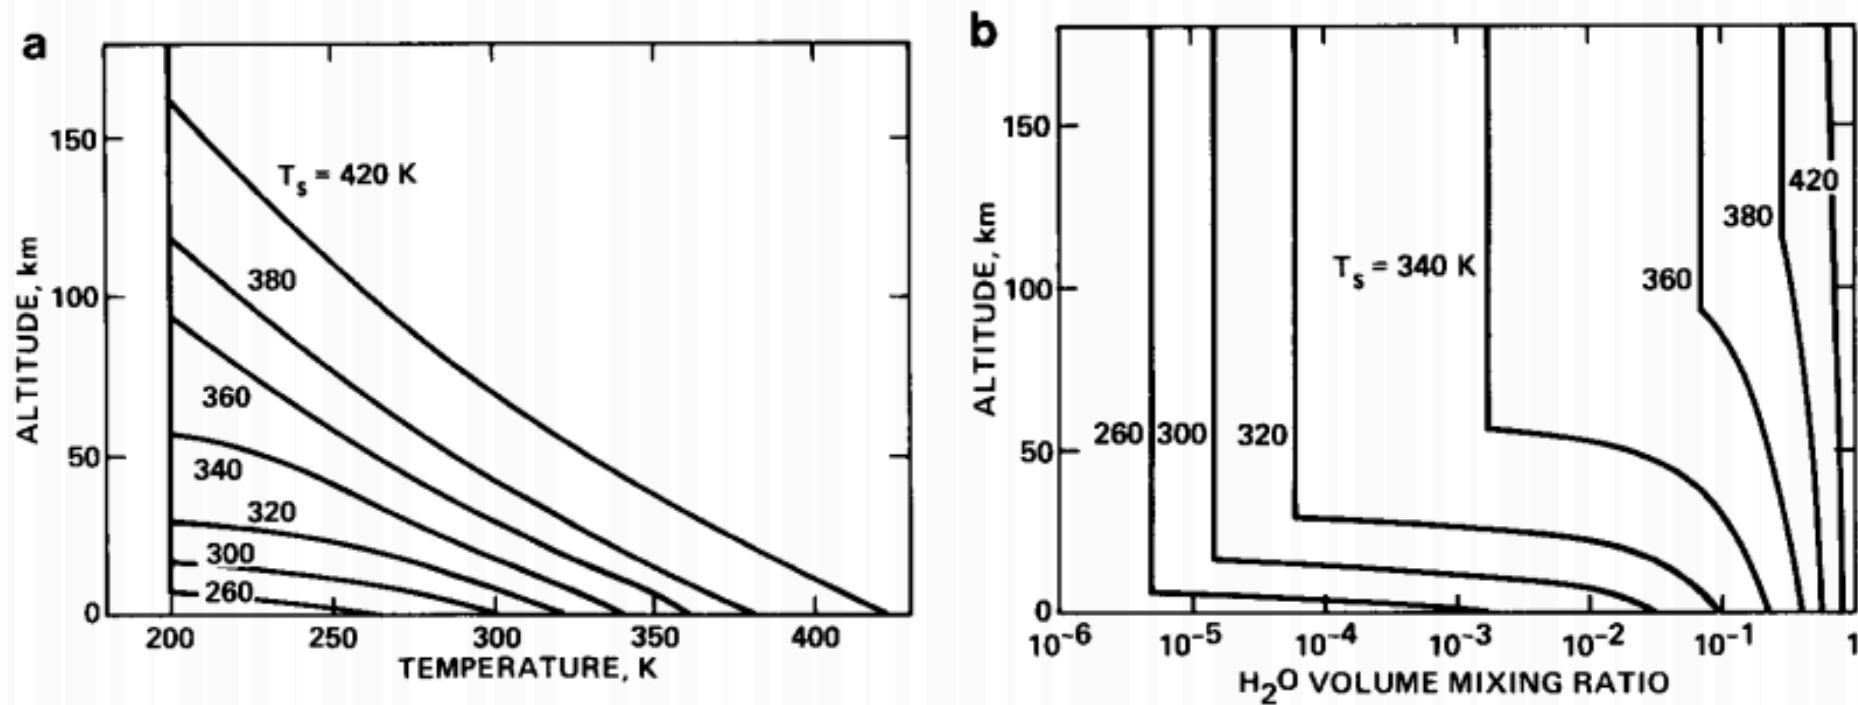 a
T_s = 420 K
380
360
340
320
300
260
150
100
50
0
200 250 300 350 400
TEMPERATURE, K
ALTITUDE, km
b
420
380
T_s = 340 K
360
260 300 320
150
100
50
0
10⁻⁶ 10⁻⁵ 10⁻⁴ 10⁻³ 10⁻² 10⁻¹ 1
H₂O VOLUME MIXING RATIO
ALTITUDE, km